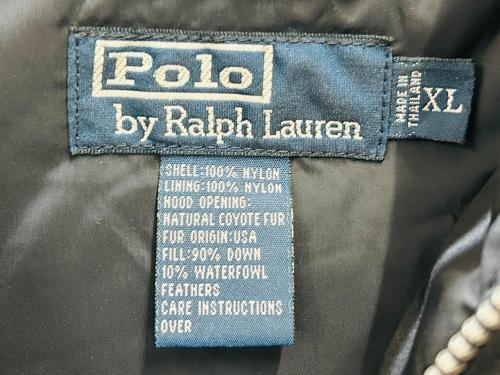 Polo
by Ralph Lauren
MADE IN
THAILAND
XL
SHELL:100% NYLON
LINING:100% NYLON
HOOD OPENING:
NATURAL COYOTE FUR
FUR ORIGIN:USA
FILL:90% DOWN
10% WATERFOWL
FEATHERS
CARE INSTRUCTIONS
OVER